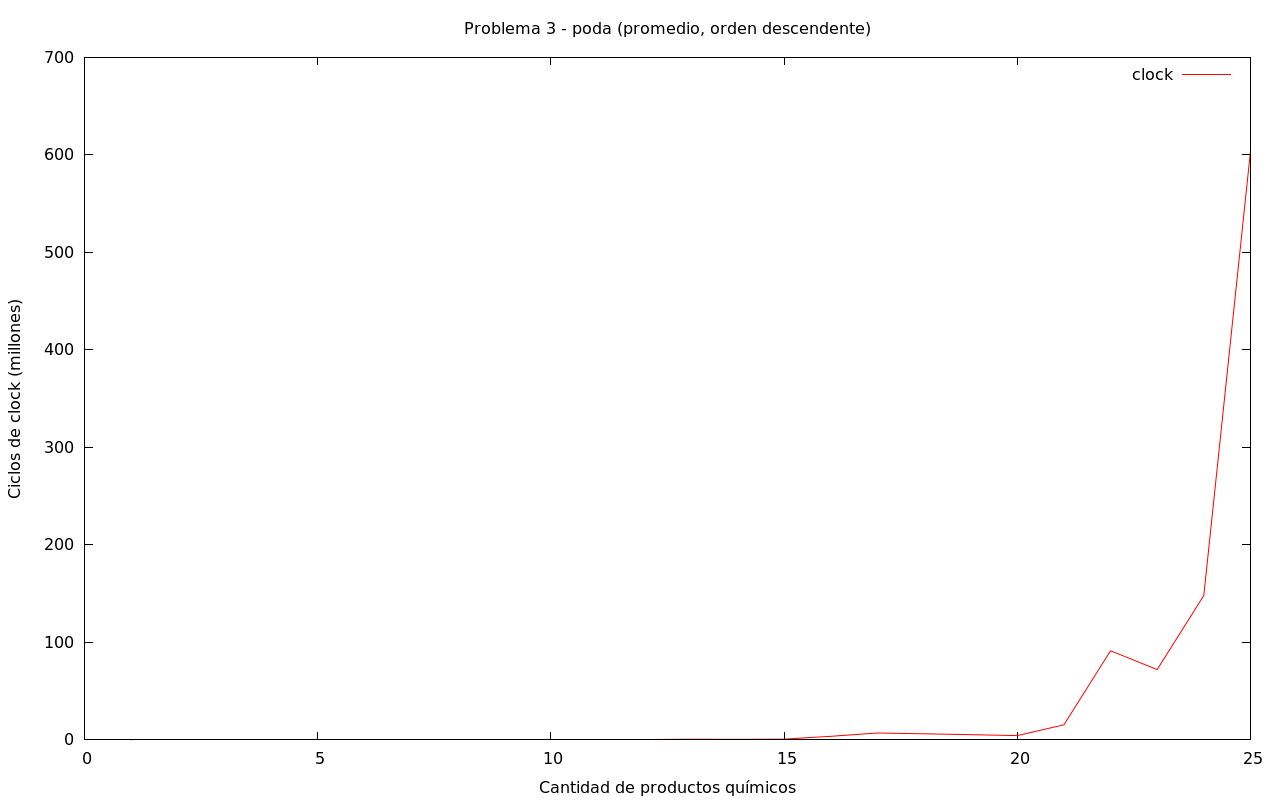 Problema 3 - poda (promedio, orden descendente)
clock
700
600
500
400
300
200
100
0
Ciclos de clock (millones)
0 5 10 15 20 25
Cantidad de productos químicos